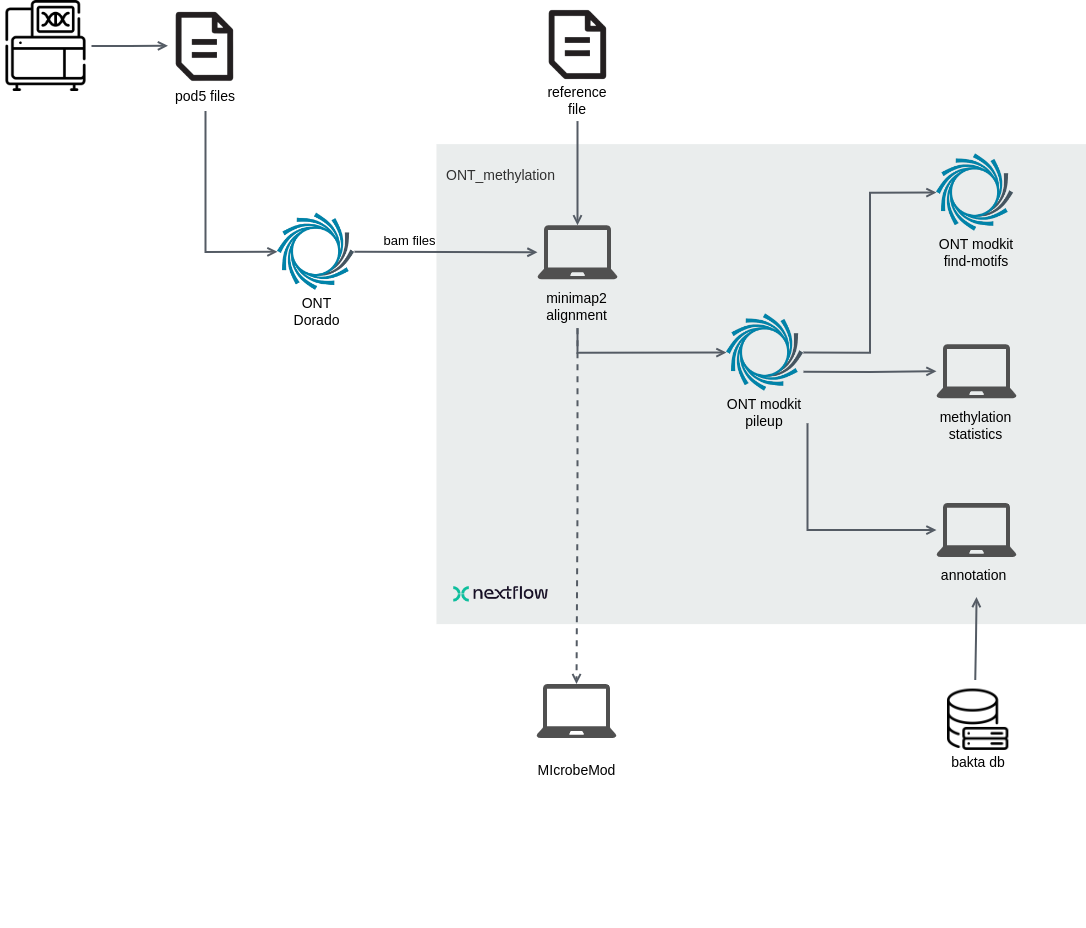 pod5 files
reference
file
ONT_methylation
bam files
ONT
Dorado
minimap2
alignment
ONT modkit
find-motifs
ONT modkit
pileup
methylation
statistics
annotation
nextflow
MIcrobeMod
bakta db